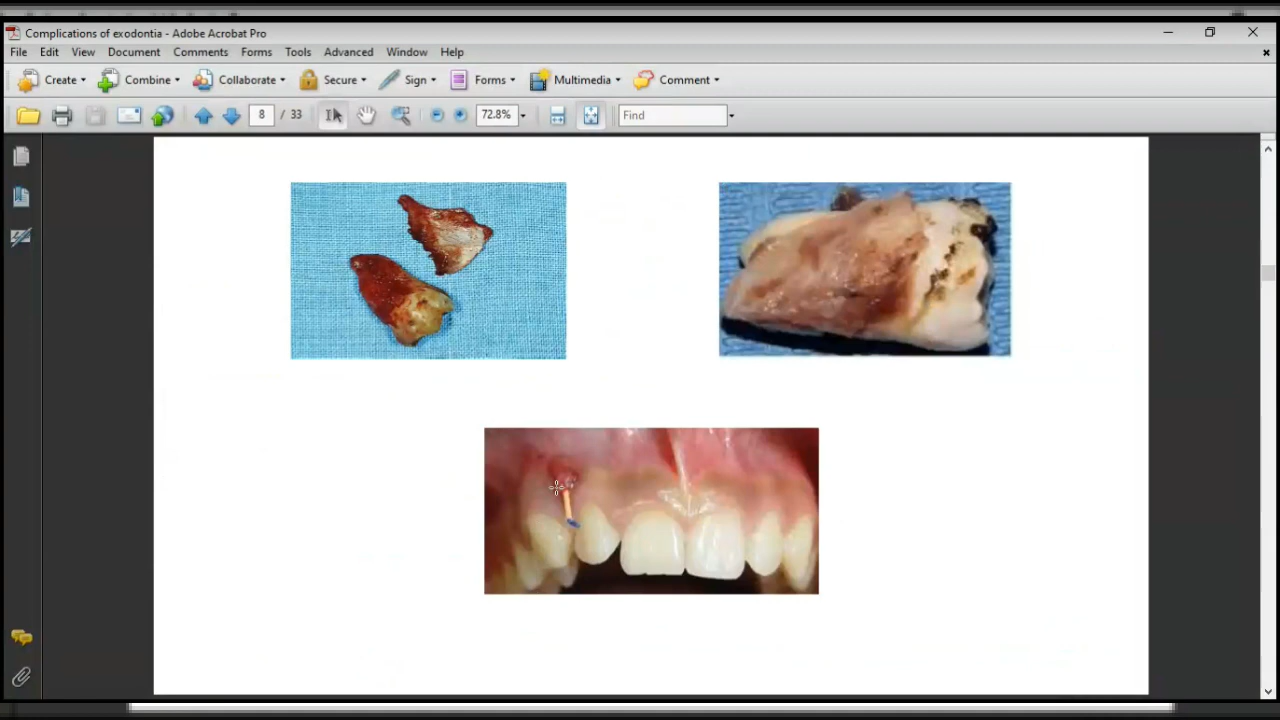 Complications of exodontia - Adobe Acrobat Pro
File Edit View Document Comments Forms Tools Advanced Window Help
Create Combine Collaborate Secure Sign Forms Multimedia Comment
8 / 33 72.8% Find